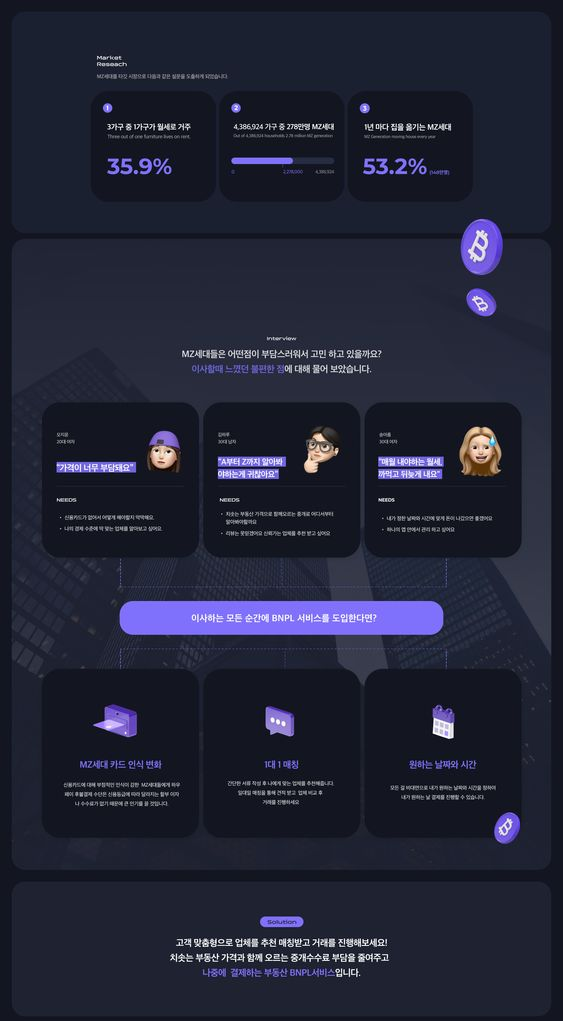 Market
Reseach
MZ세대를 타깃 시장으로 다음과 같은 설문을 도출하게 되었습니다.
1
3가구 중 1가구가 월세로 거주
Three out of one furniture lives on rent.
35.9%
2
4,386,924 가구 중 278만명 MZ세대
Out of 4,386,924 households 2.78 million MZ generation
0
2,278,000
4,386,924
3
1년 마다 집을 옮기는 MZ세대
MZ Generation moving house every year
53.2%
Interview
MZ세대들은 어떤점이 부담스러워서 고민 하고 있을까요?
이사할때 느꼈던 불편한 점에 대해 물어 보았습니다.
모지문
20대 여자
"가격이 너무 부담돼요"
NEEDS
• 신용카드가 없어서 어떻게 해야할지 막막해요.
• 나의 경제 수준에 딱 맞는 업체를 알아보고 싶어요.
김하루
30대 남자
"A부터 Z까지 알아봐
야하는게 귀찮아요"
NEEDS
• 치솟는 부동산 가격으로 함께오르는 중개료 어디서부터
알아봐야할까요
• 리뷰는 못믿겠어요 신뢰가는 업체를 추천 받고 싶어요
송아름
30대 여자
"매월 내야하는 월세,
까먹고 뒤늦게 내요"
NEEDS
• 내가 정한 날짜와 시간에 맞게 돈이 나갔으면 좋겠어요
• 하나의 앱 안에서 관리 하고 싶어요
이사하는 모든 순간에 BNPL 서비스를 도입한다면?
MZ세대 카드 인식 변화
신용카드에 대해 부정적인 인식이 강한 MZ세대들에게 하우
페이 후불결제 수단은 신용등급에 따라 달라지는 할부 이자
나 수수료가 없기 때문에 큰 인기를 끌 것입니다.
1대 1 매칭
간단한 서류 작성 후 나에게 맞는 업체를 추천해줍니다.
일대일 매칭을 통해 견적 받고 업체 비교 후
거래를 진행하세요
원하는 날짜와 시간
모든 걸 비대면으로 내가 원하는 날짜와 시간을 정하여
내가 원하는 날 결제를 진행할 수 있습니다.
Solution
고객 맞춤형으로 업체를 추천 매칭받고 거래를 진행해보세요!
치솟는 부동산 가격과 함께 오르는 중개수수료 부담을 줄여주고
나중에 결제하는 부동산 BNPL서비스입니다.